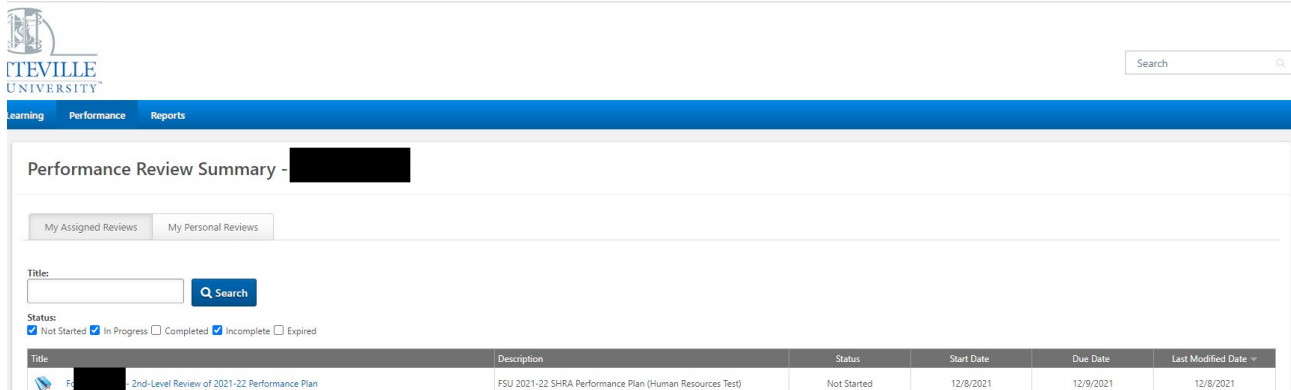 TTEVILLE
UNIVERSITY™
Search
Learning Performance Reports
Performance Review Summary -
My Assigned Reviews My Personal Reviews
Title:
Search
Status:
Not Started In Progress Completed Incomplete Expired
Title Description Status Start Date Due Date Last Modified Date
- 2nd-Level Review of 2021-22 Performance Plan FSU 2021-22 SHRA Performance Plan (Human Resources Test) Not Started 12/8/2021 12/9/2021 12/8/2021